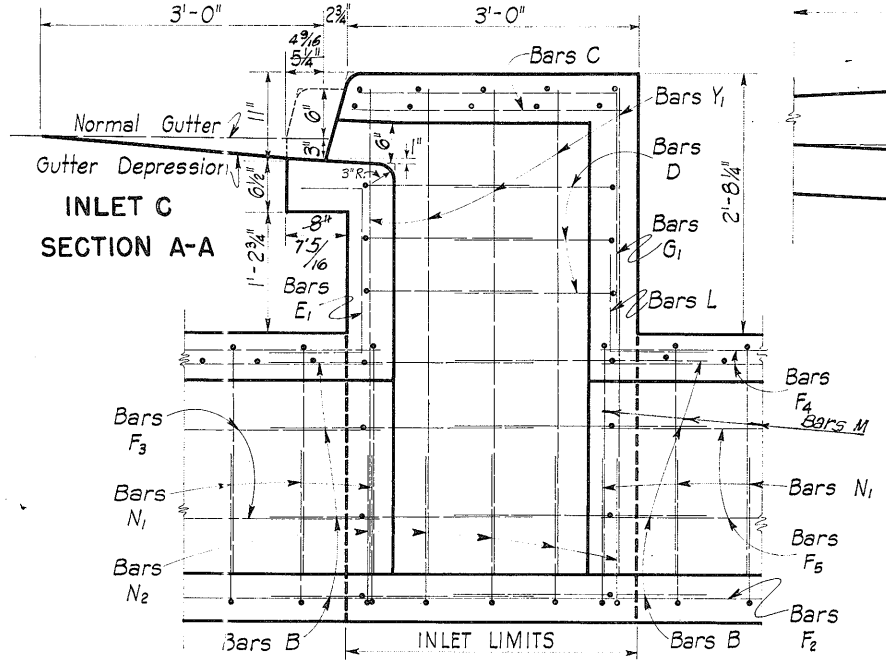 3'-0"
2¾"
3'-0"
4 9/16
5¼"
Bars C
11"
6"
Bars Y₁
Normal Gutter
3"
6"
1"
Bars
D
Gutter Depression
3"R.
6½"
2'-8¼"
INLET C
SECTION A-A
8"
7 5/16
Bars
G₁
1'-2¾"
Bars
E₁
Bars L
Bars
F₄
Bars M
Bars
F₃
Bars
N₁
Bars N₁
Bars
F₅
Bars
N₂
Bars
F₂
Bars B
INLET LIMITS
Bars B